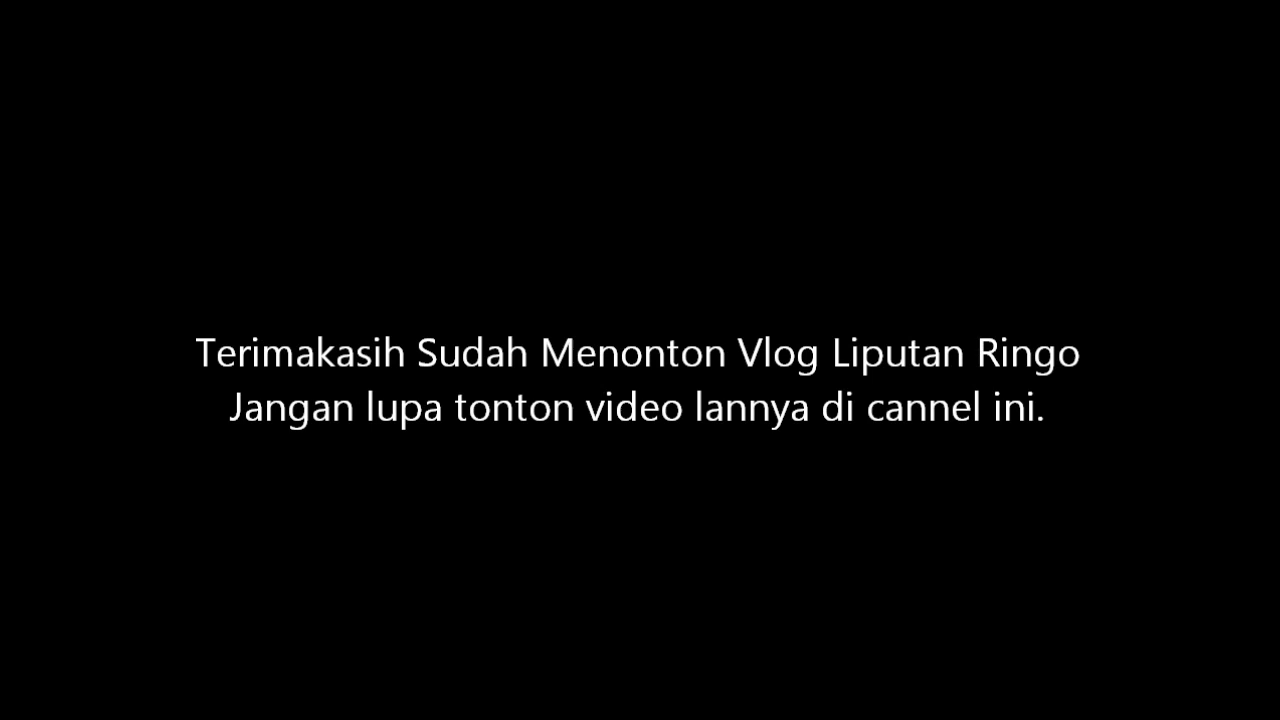 Terimakasih Sudah Menonton Vlog Liputan Ringo
Jangan lupa tonton video lannya di cannel ini.